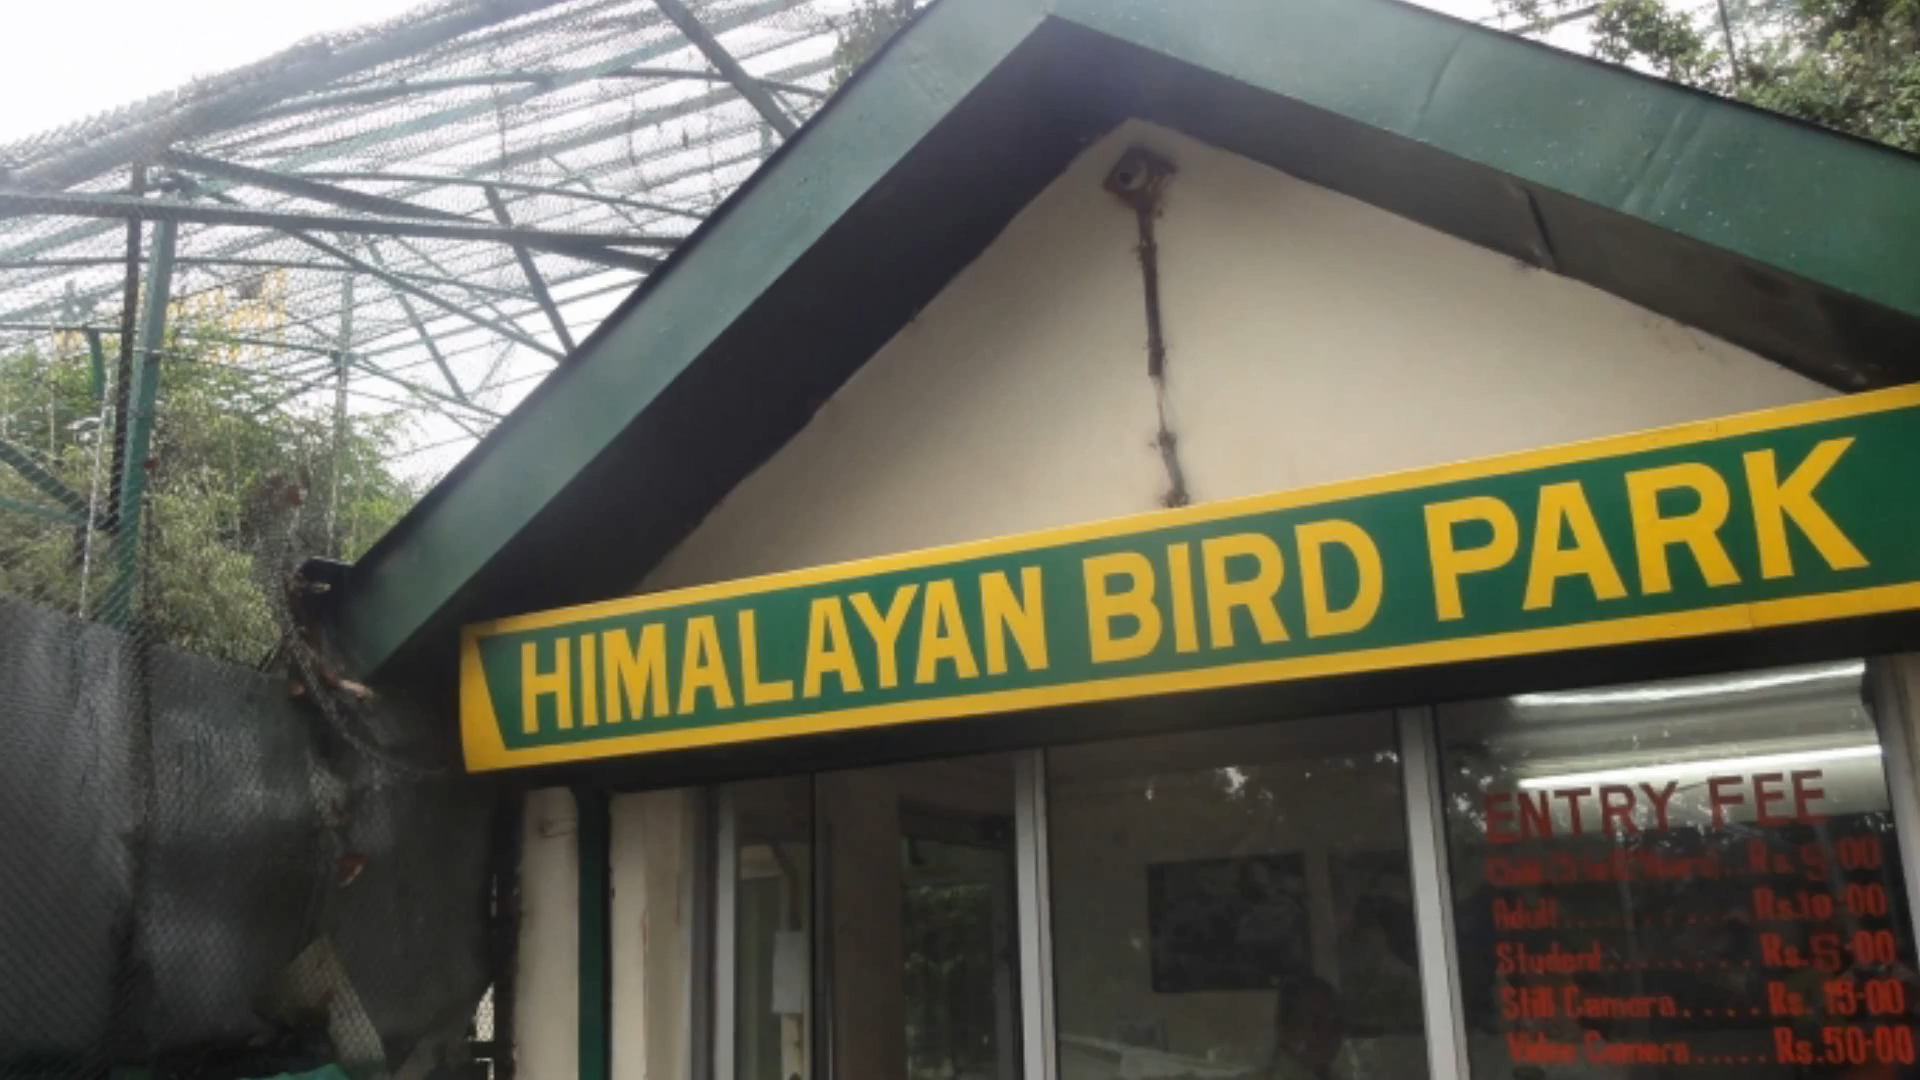 HIMALAYAN BIRD PARK
ENTRY FEE
Rs. 5-00
Adult.............. Rs.10-00
Student........ Rs. 5-00
Still Camera.... Rs. 15-00
Video Camera..... Rs.50-00